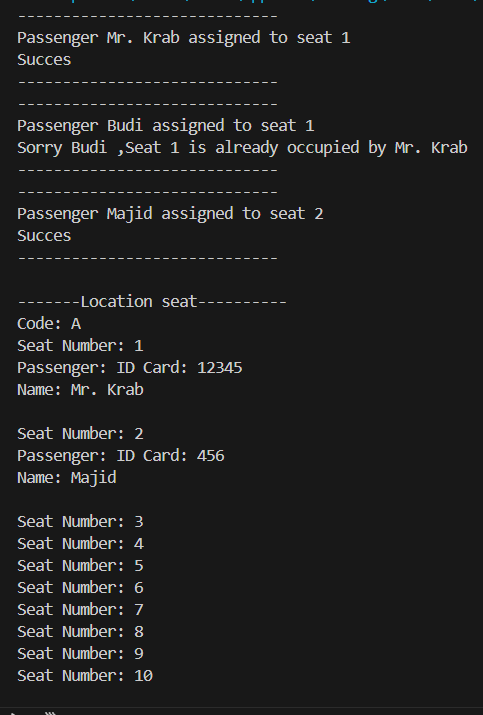 -----------------------------
Passenger Mr. Krab assigned to seat 1
Succes
-----------------------------
-----------------------------
Passenger Budi assigned to seat 1
Sorry Budi ,Seat 1 is already occupied by Mr. Krab
-----------------------------
-----------------------------
Passenger Majid assigned to seat 2
Succes
-----------------------------
-------Location seat----------
Code: A
Seat Number: 1
Passenger: ID Card: 12345
Name: Mr. Krab
Seat Number: 2
Passenger: ID Card: 456
Name: Majid
Seat Number: 3
Seat Number: 4
Seat Number: 5
Seat Number: 6
Seat Number: 7
Seat Number: 8
Seat Number: 9
Seat Number: 10